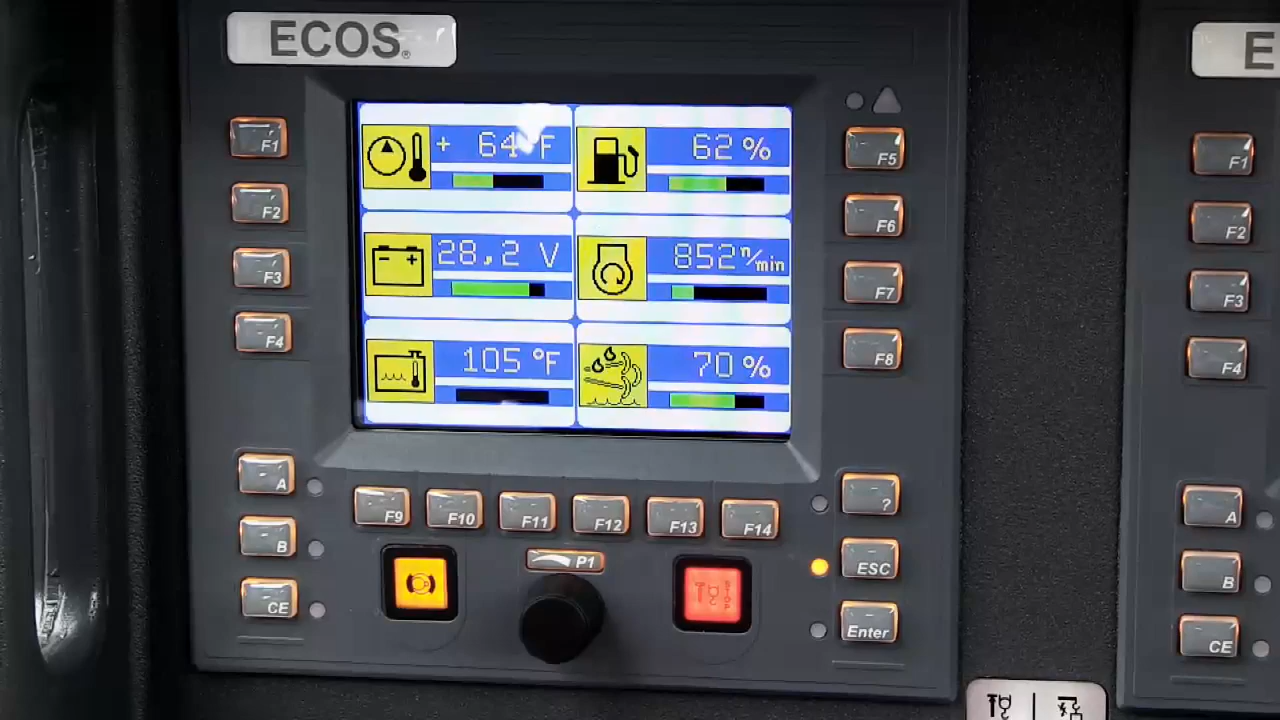 ECOS®
E
+ 64°F
62 %
28,2 V
852 n/min
105 °F
70 %
F1
F2
F3
F4
F5
F6
F7
F8
A
B
CE
F9
F10
F11
F12
F13
F14
?
ESC
Enter
P1
STOP
F1
F2
F3
F4
A
B
CE